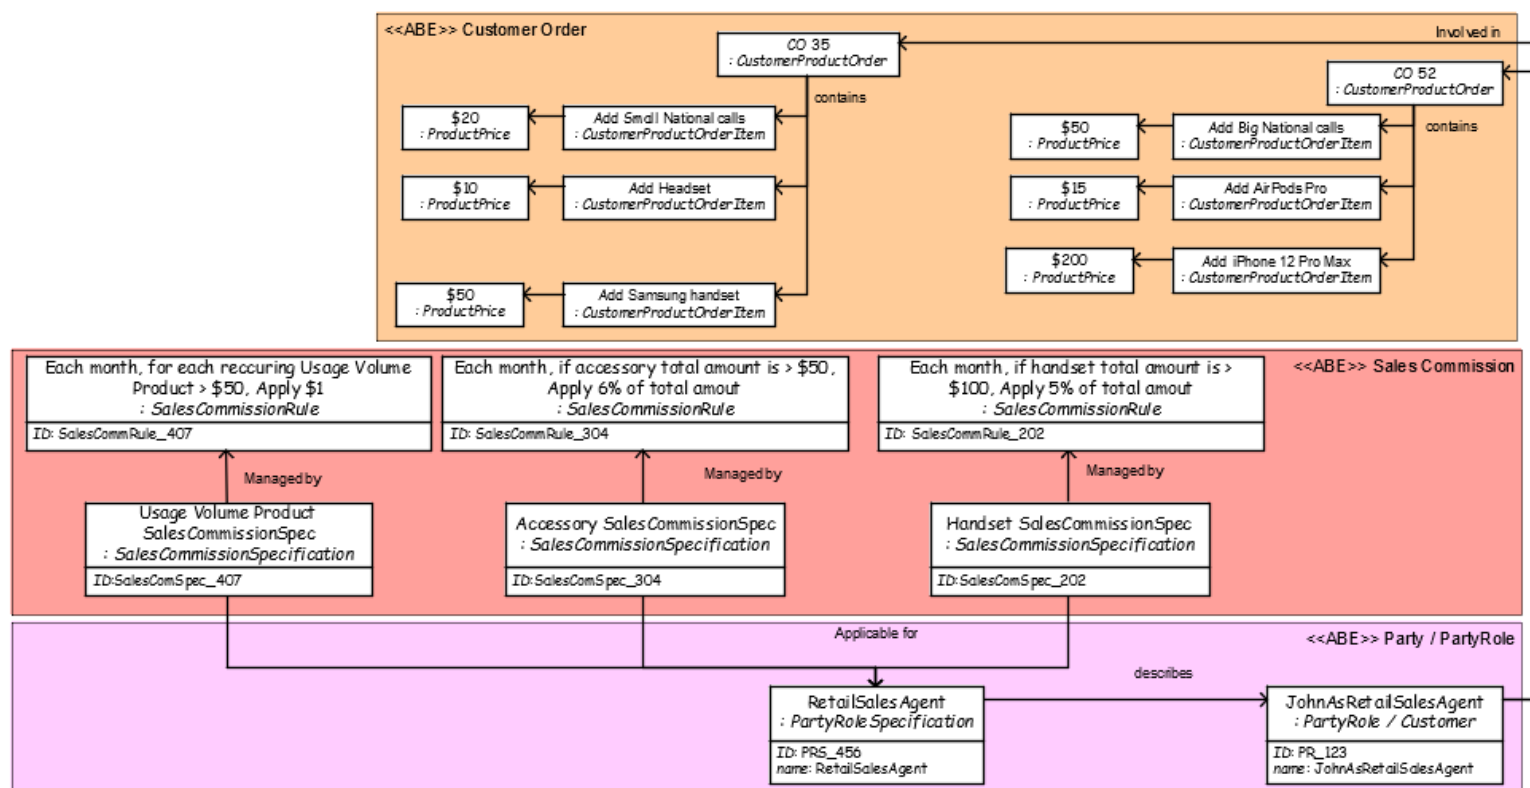 <<ABE>> Customer Order
Involved in
CO 35
: CustomerProductOrder
CO 52
: CustomerProductOrder
contains
contains
$20
: ProductPrice
Add Small National calls
: CustomerProductOrderItem
$50
: ProductPrice
Add Big National calls
: CustomerProductOrderItem
$10
: ProductPrice
Add Headset
: CustomerProductOrderItem
$15
: ProductPrice
Add AirPods Pro
: CustomerProductOrderItem
$200
: ProductPrice
Add iPhone 12 Pro Max
: CustomerProductOrderItem
$50
: ProductPrice
Add Samsung handset
: CustomerProductOrderItem
<<ABE>> Sales Commission
Each month, for each reccuring Usage Volume
Product > $50, Apply $1
: SalesCommissionRule
ID: SalesCommRule_407
Each month, if accessory total amount is > $50,
Apply 6% of total amout
: SalesCommissionRule
ID: SalesCommRule_304
Each month, if handset total amount is >
$100, Apply 5% of total amout
: SalesCommissionRule
ID: SalesCommRule_202
Managed by
Managed by
Managed by
Usage Volume Product
SalesCommissionSpec
: SalesCommissionSpecification
ID:SalesComSpec_407
Accessory SalesCommissionSpec
: SalesCommissionSpecification
ID:SalesComSpec_304
Handset SalesCommissionSpec
: SalesCommissionSpecification
ID:SalesComSpec_202
<<ABE>> Party / PartyRole
Applicable for
describes
RetailSalesAgent
: PartyRoleSpecification
ID: PRS_456
name: RetailSalesAgent
JohnAsRetailSalesAgent
: PartyRole / Customer
ID: PR_123
name: JohnAsRetailSalesAgent